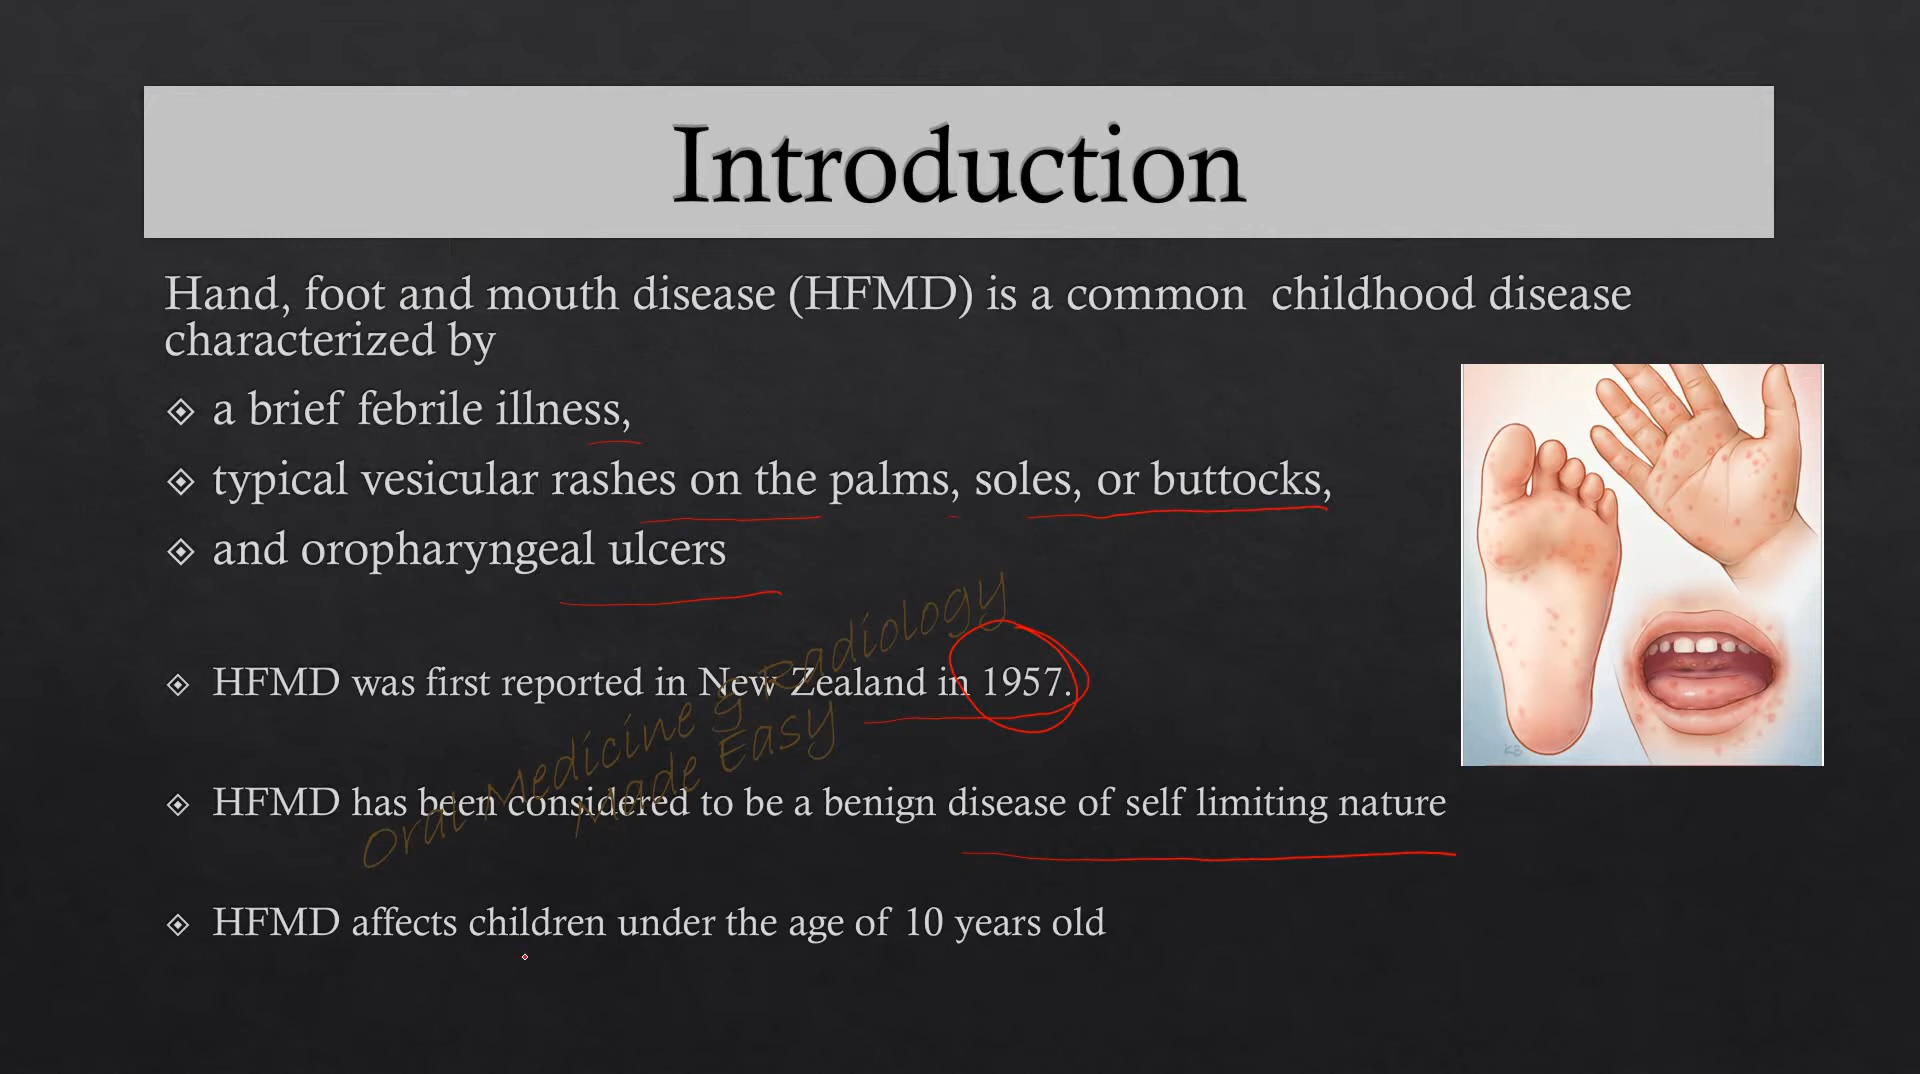 Introduction
Hand, foot and mouth disease (HFMD) is a common childhood disease
characterized by
a brief febrile illness,
typical vesicular rashes on the palms, soles, or buttocks,
and oropharyngeal ulcers
HFMD was first reported in New Zealand in 1957.
HFMD has been considered to be a benign disease of self limiting nature
HFMD affects children under the age of 10 years old
Oral Medicine & Radiology
Made Easy
KB